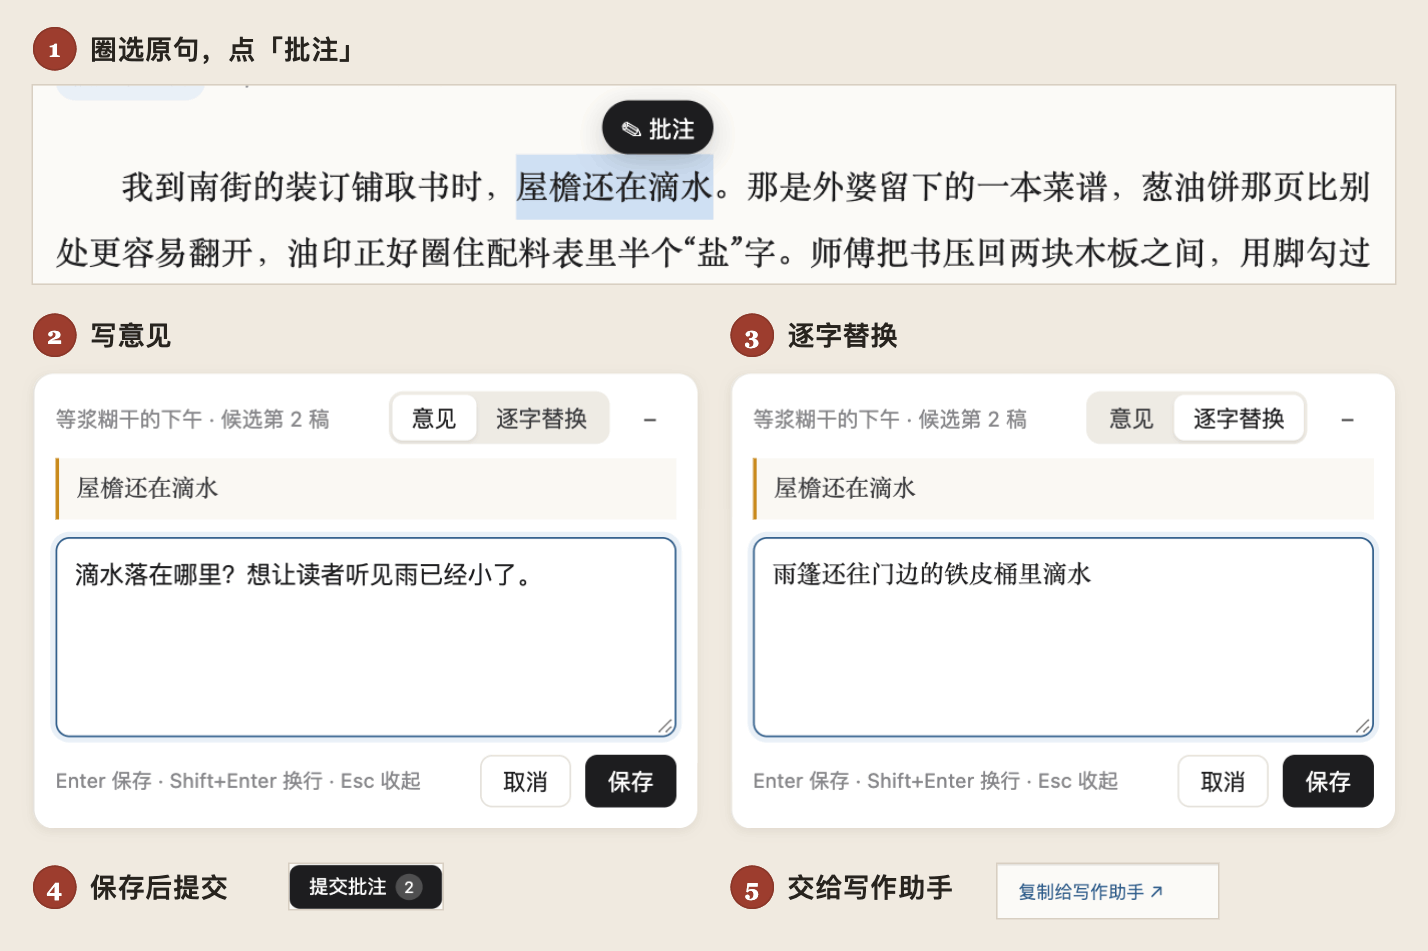 1 圈选原句，点「批注」
✎ 批注
我到南街的装订铺取书时，屋檐还在滴水。那是外婆留下的一本菜谱，葱油饼那页比别
处更容易翻开，油印正好圈住配料表里半个“盐”字。师傅把书压回两块木板之间，用脚勾过
2 写意见
等浆糊干的下午 · 候选第 2 稿 意见 逐字替换 –
屋檐还在滴水
滴水落在哪里？想让读者听见雨已经小了。
Enter 保存 · Shift+Enter 换行 · Esc 收起 取消 保存
3 逐字替换
等浆糊干的下午 · 候选第 2 稿 意见 逐字替换 –
屋檐还在滴水
雨篷还往门边的铁皮桶里滴水
Enter 保存 · Shift+Enter 换行 · Esc 收起 取消 保存
4 保存后提交 提交批注 2
5 交给写作助手 复制给写作助手 ↗